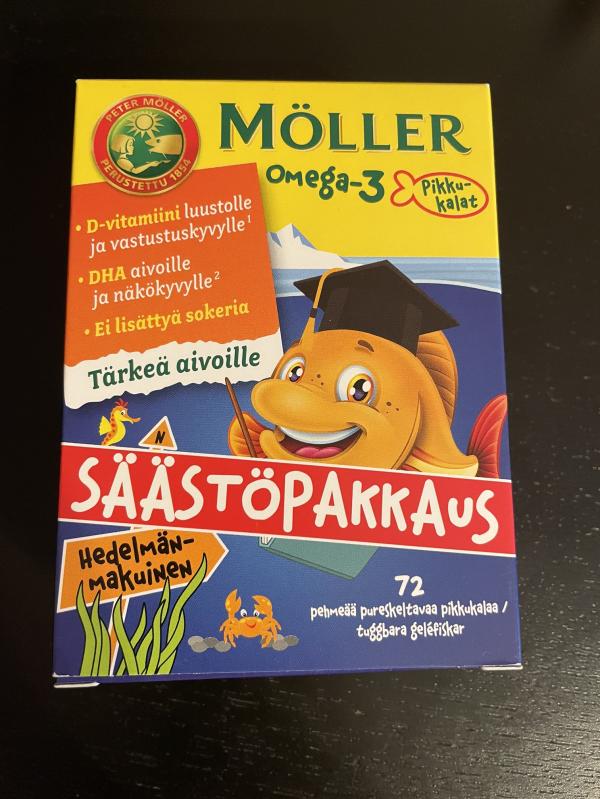 PETER MÖLLER
PERUSTETTU 1854
MÖLLER
Omega-3
Pikku-
kalat
• D-vitamiini luustolle
ja vastustuskyvylle¹
• DHA aivoille
ja näkökyvylle²
• Ei lisättyä sokeria
Tärkeä aivoille
N
SÄÄSTÖPAKKAUS
Hedelmän-
makuinen
72
pehmeää pureskeltavaa pikkukalaa /
tuggbara geléfiskar